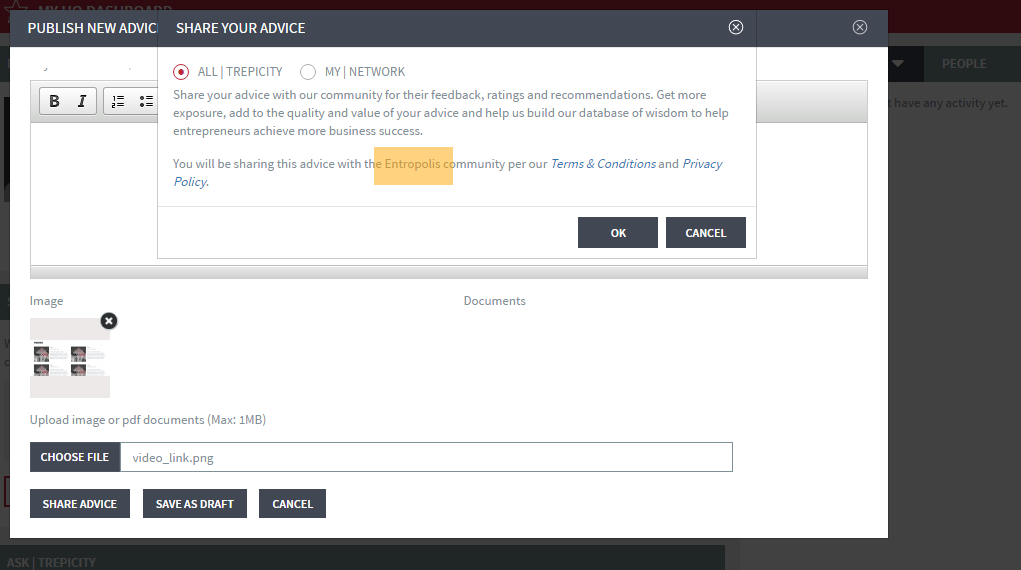 MY HQ DASHBOARD
PUBLISH NEW ADVIC
SHARE YOUR ADVICE
ALL | TREPICITY
MY | NETWORK
PEOPLE
Share your advice with our community for their feedback, ratings and recommendations. Get more
exposure, add to the quality and value of your advice and help us build our database of wisdom to help
entrepreneurs achieve more business success.
t have any activity yet.
B I
You will be sharing this advice with the Entropolis community per our Terms & Conditions and Privacy
Policy.
OK
CANCEL
Image
Documents
Upload image or pdf documents (Max: 1MB)
CHOOSE FILE
video_link.png
SHARE ADVICE
SAVE AS DRAFT
CANCEL
ASK | TREPICITY